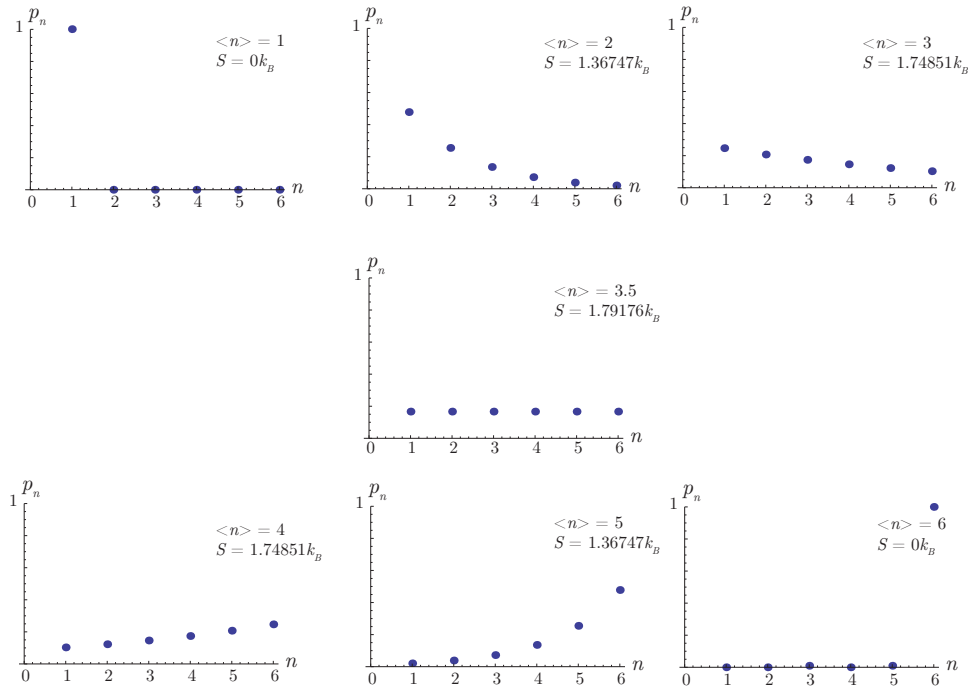 p_n
1
<n> = 1
S = 0k_B
n
0 1 2 3 4 5 6
p_n
1
<n> = 2
S = 1.36747k_B
n
0 1 2 3 4 5 6
p_n
1
<n> = 3
S = 1.74851k_B
n
0 1 2 3 4 5 6
p_n
1
<n> = 3.5
S = 1.79176k_B
n
0 1 2 3 4 5 6
p_n
1
<n> = 4
S = 1.74851k_B
n
0 1 2 3 4 5 6
p_n
1
<n> = 5
S = 1.36747k_B
n
0 1 2 3 4 5 6
p_n
1
<n> = 6
S = 0k_B
n
0 1 2 3 4 5 6